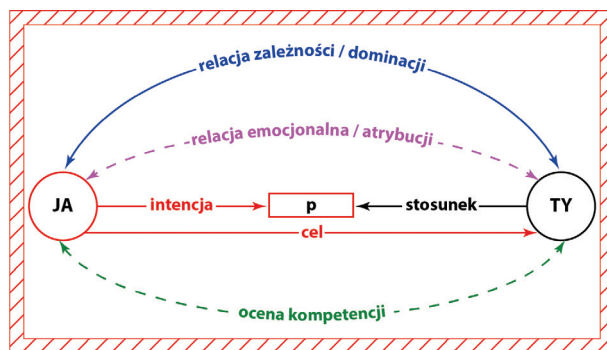 relacja zależności / dominacji
relacja emocjonalna / atrybucji
JA
intencja
p
stosunek
TY
cel
ocena kompetencji